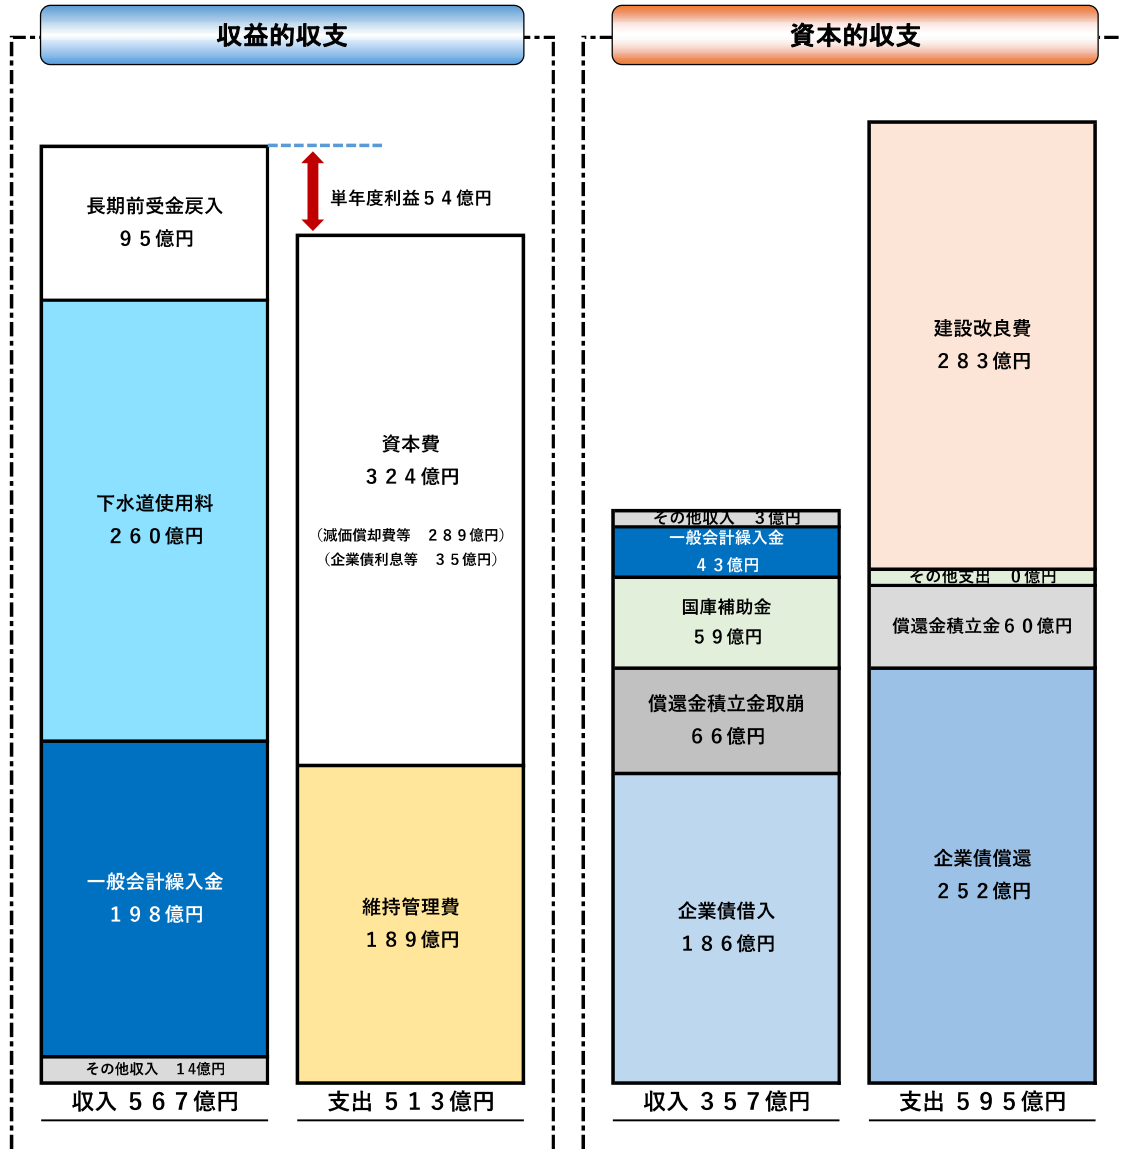 収益的収支
長期前受金戻入
９５億円
下水道使用料
２６０億円
一般会計繰入金
１９８億円
その他収入　14億円
収入 ５６７億円
単年度利益５４億円
資本費
３２４億円
（減価償却費等　２８９億円）
（企業債利息等　３５億円）
維持管理費
１８９億円
支出 ５１３億円
資本的収支
その他収入　３億円
一般会計繰入金
４３億円
国庫補助金
５９億円
償還金積立金取崩
６６億円
企業債借入
１８６億円
収入 ３５７億円
建設改良費
２８３億円
その他支出　０億円
償還金積立金６０億円
企業債償還
２５２億円
支出 ５９５億円